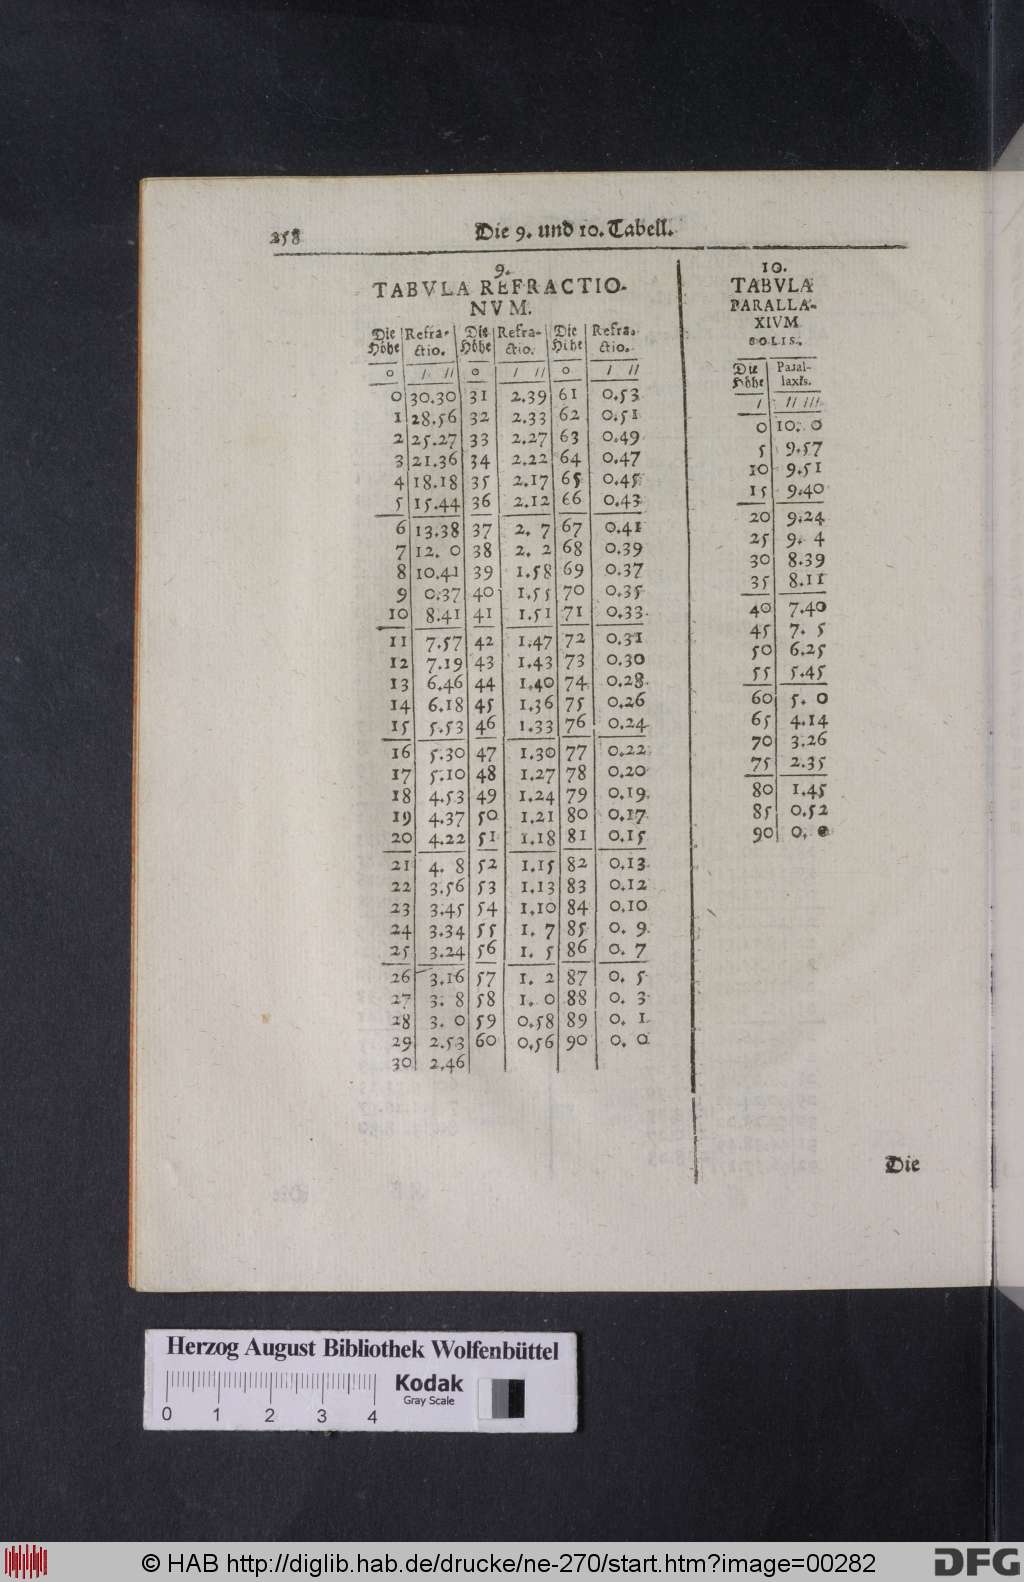 258
Die 9. und 10. Tabell.
9.
TABVLA REFRACTIO-
NVM.
Die Refra- Die Refra- Die Refra-
Höhe ctio. Höhe ctio. Höhe ctio.
o / // o / // o / //
0 30.30 31 2.39 61 0.53
1 28.56 32 2.33 62 0.51
2 25.27 33 2.27 63 0.49
3 21.36 34 2.22 64 0.47
4 18.18 35 2.17 65 0.45
5 15.44 36 2.12 66 0.43
6 13.38 37 2. 7 67 0.41
7 12. 0 38 2. 2 68 0.39
8 10.41 39 1.58 69 0.37
9 0.37 40 1.55 70 0.35
10 8.41 41 1.51 71 0.33
11 7.57 42 1.47 72 0.31
12 7.19 43 1.43 73 0.30
13 6.46 44 1.40 74 0.28
14 6.18 45 1.36 75 0.26
15 5.53 46 1.33 76 0.24
16 5.30 47 1.30 77 0.22
17 5.10 48 1.27 78 0.20
18 4.53 49 1.24 79 0.19
19 4.37 50 1.21 80 0.17
20 4.22 51 1.18 81 0.15
21 4. 8 52 1.15 82 0.13
22 3.56 53 1.13 83 0.12
23 3.45 54 1.10 84 0.10
24 3.34 55 1. 7 85 0. 9
25 3.24 56 1. 5 86 0. 7
26 3.16 57 1. 2 87 0. 5
27 3. 8 58 1. 0 88 0. 3
28 3. 0 59 0.58 89 0. 1
29 2.53 60 0.56 90 0. 0
30 2.46
10.
TABVLA
PARALLA-
XIVM
SOLIS.
Die Paral-
Höhe laxis.
/ // ///
0 10. 0
5 9.57
10 9.51
15 9.40
20 9.24
25 9. 4
30 8.39
35 8.11
40 7.40
45 7. 5
50 6.25
55 5.45
60 5. 0
65 4.14
70 3.26
75 2.35
80 1.45
85 0.52
90 0. 0
Die
Herzog August Bibliothek Wolfenbüttel
Kodak
Gray Scale
0 1 2 3 4
© HAB http://diglib.hab.de/drucke/ne-270/start.htm?image=00282
DFG